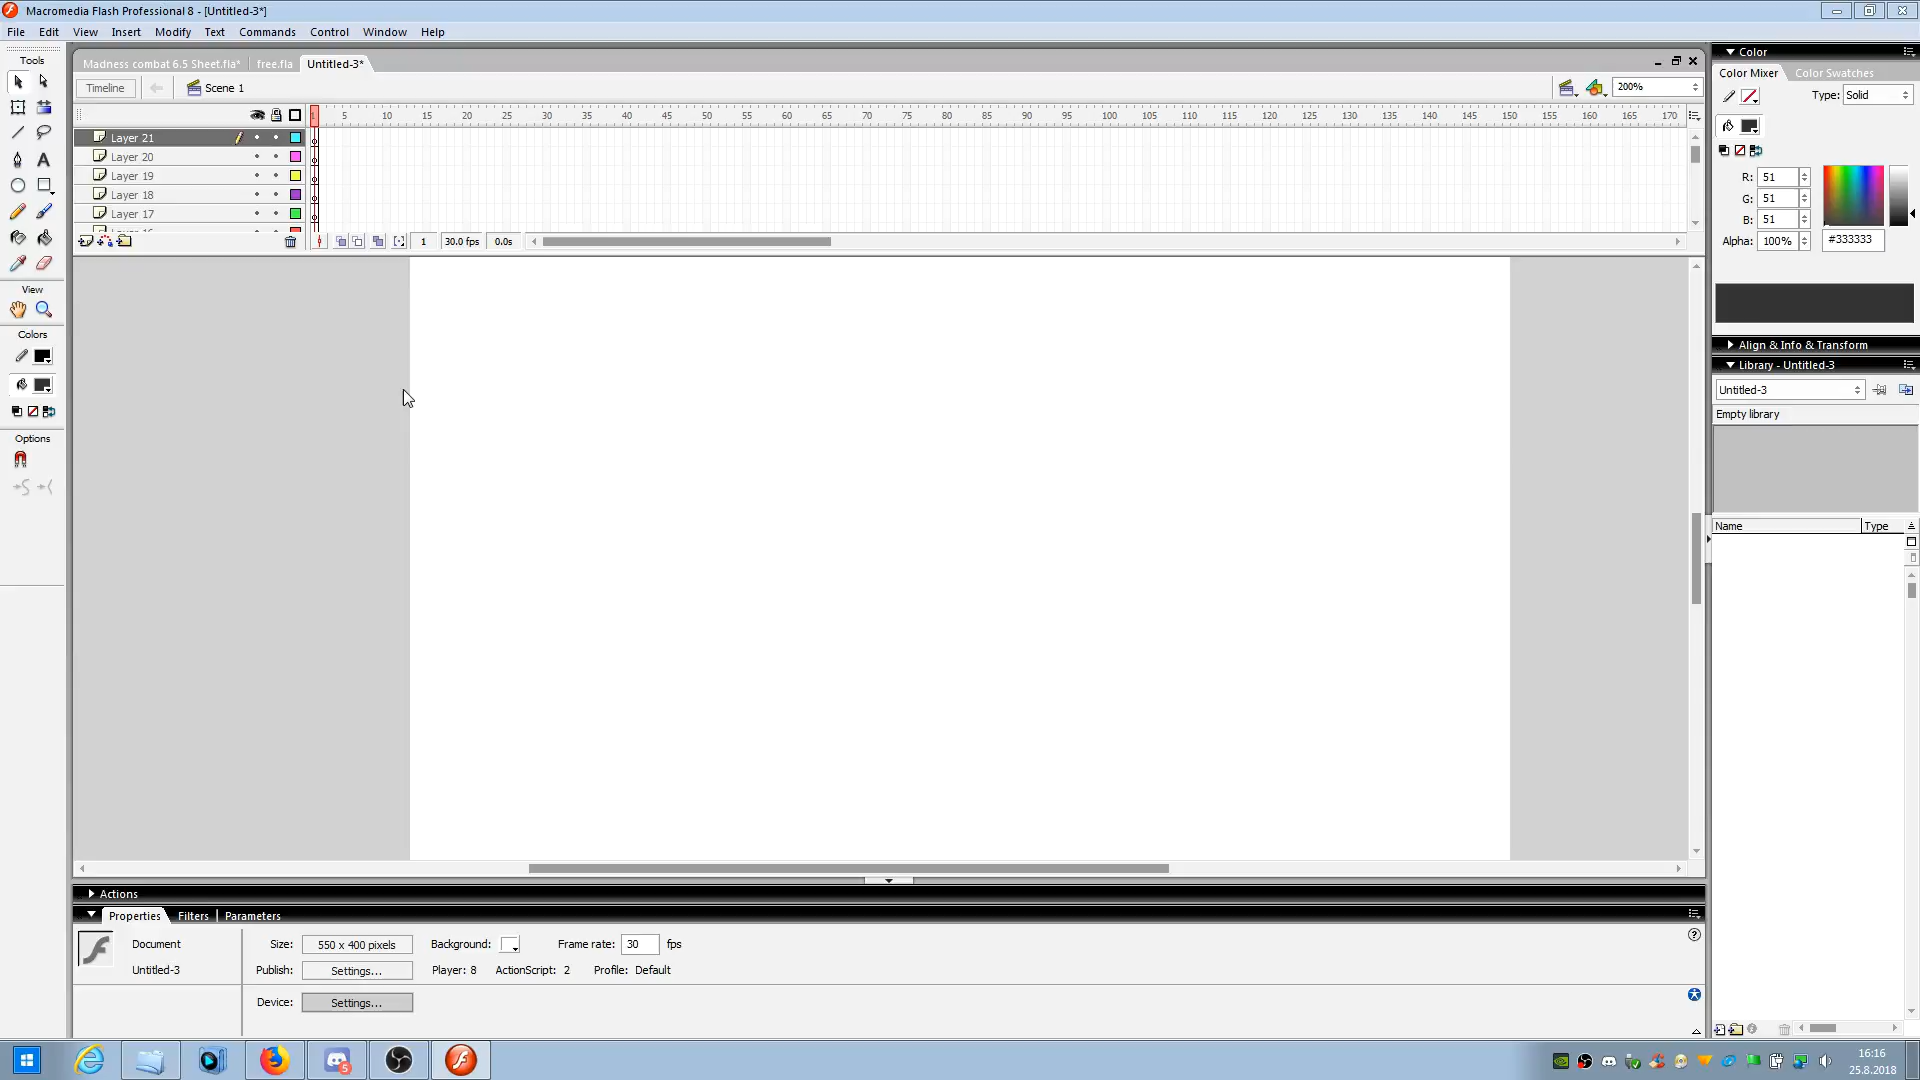 Macromedia Flash Professional 8 - [Untitled-3*]
File Edit View Insert Modify Text Commands Control Window Help
Tools
View
Colors
Options
Madness combat 6.5 Sheet.fla* free.fla Untitled-3*
Timeline Scene 1 200%
1 5 10 15 20 25 30 35 40 45 50 55 60 65 70 75 80 85 90 95 100 105 110 115 120 125 130 135 140 145 150 155 160 165 170
Layer 21
Layer 20
Layer 19
Layer 18
Layer 17
1 30.0 fps 0.0s
Color
Color Mixer Color Swatches
Type: Solid
R: 51
G: 51
B: 51
Alpha: 100% #333333
Align & Info & Transform
Library - Untitled-3
Untitled-3
Empty library
Name Type
Actions
Properties Filters Parameters
Document Size: 550 x 400 pixels Background: Frame rate: 30 fps
Untitled-3 Publish: Settings... Player: 8 ActionScript: 2 Profile: Default
Device: Settings...
5
16:16
25.8.2018